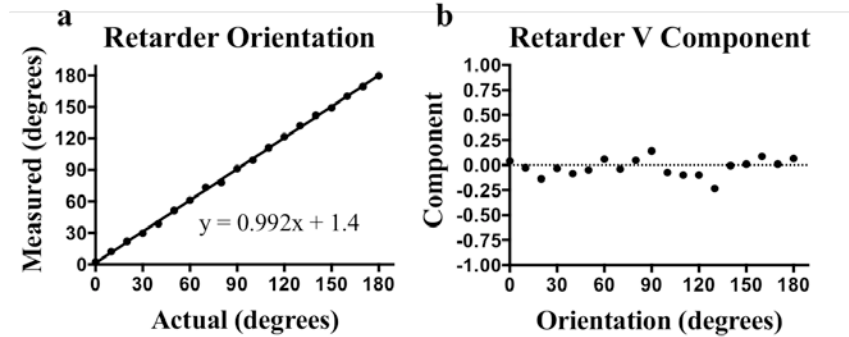 a
Retarder Orientation
Measured (degrees)
180
150
120
90
60
30
0
y = 0.992x + 1.4
0 30 60 90 120 150 180
Actual (degrees)
b
Retarder V Component
Component
1.00
0.75
0.50
0.25
0.00
-0.25
-0.50
-0.75
-1.00
0 30 60 90 120 150 180
Orientation (degrees)